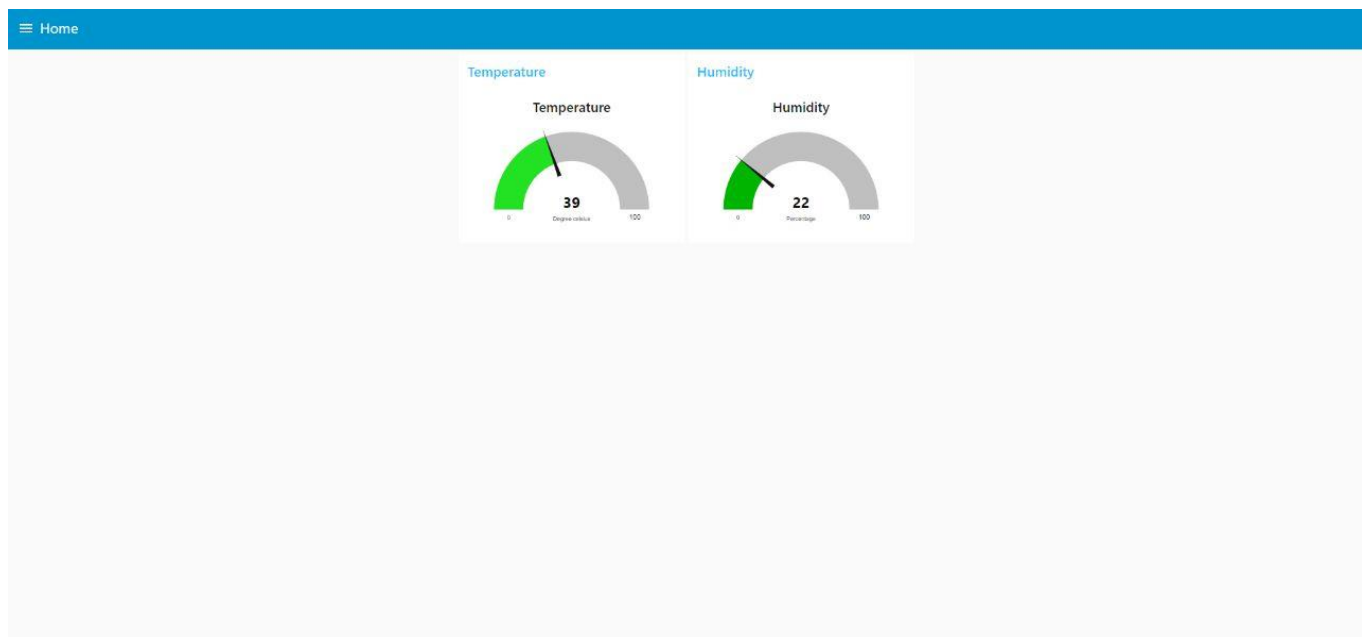 Home
Temperature
Temperature
39
0
Degree celsius
100
Humidity
Humidity
22
0
Percentage
100